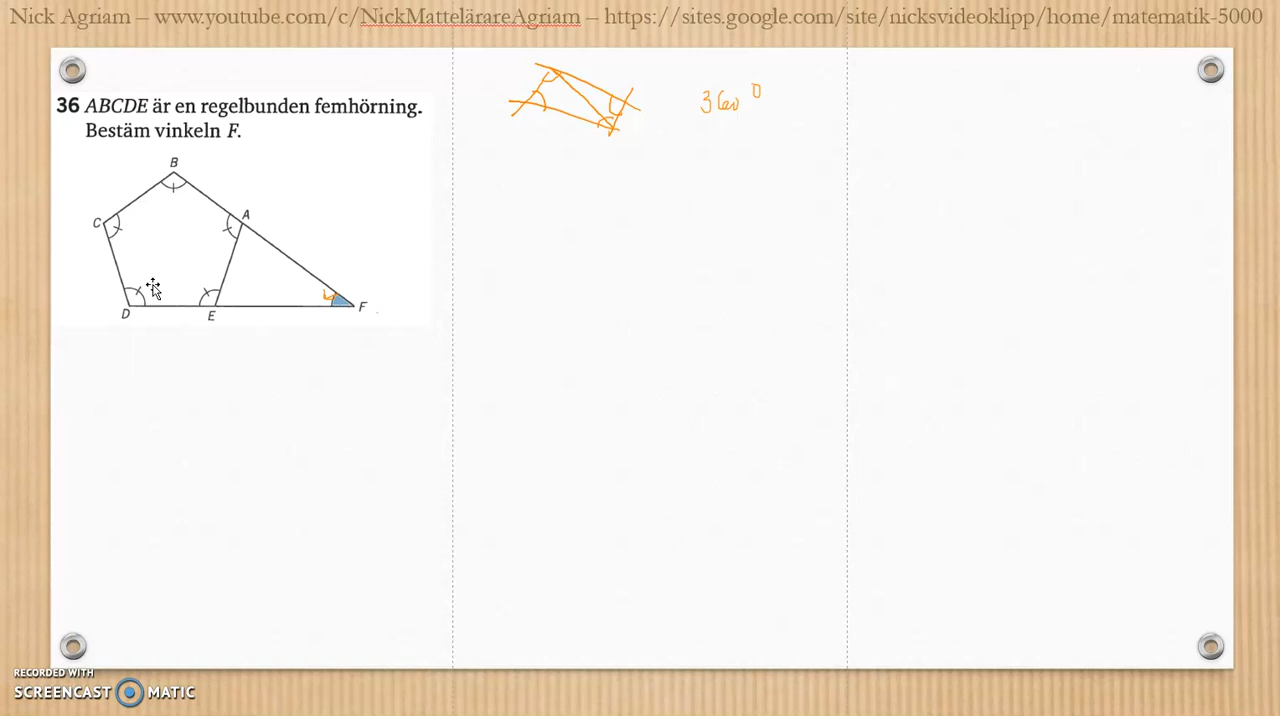 Nick Agriam – www.youtube.com/c/NickMattelärareAgriam – https://sites.google.com/site/nicksvideoklipp/home/matematik-5000
36 ABCDE är en regelbunden femhörning.
Bestäm vinkeln F.
360°
B
A
C
D
E
F
RECORDED WITH
SCREENCAST MATIC